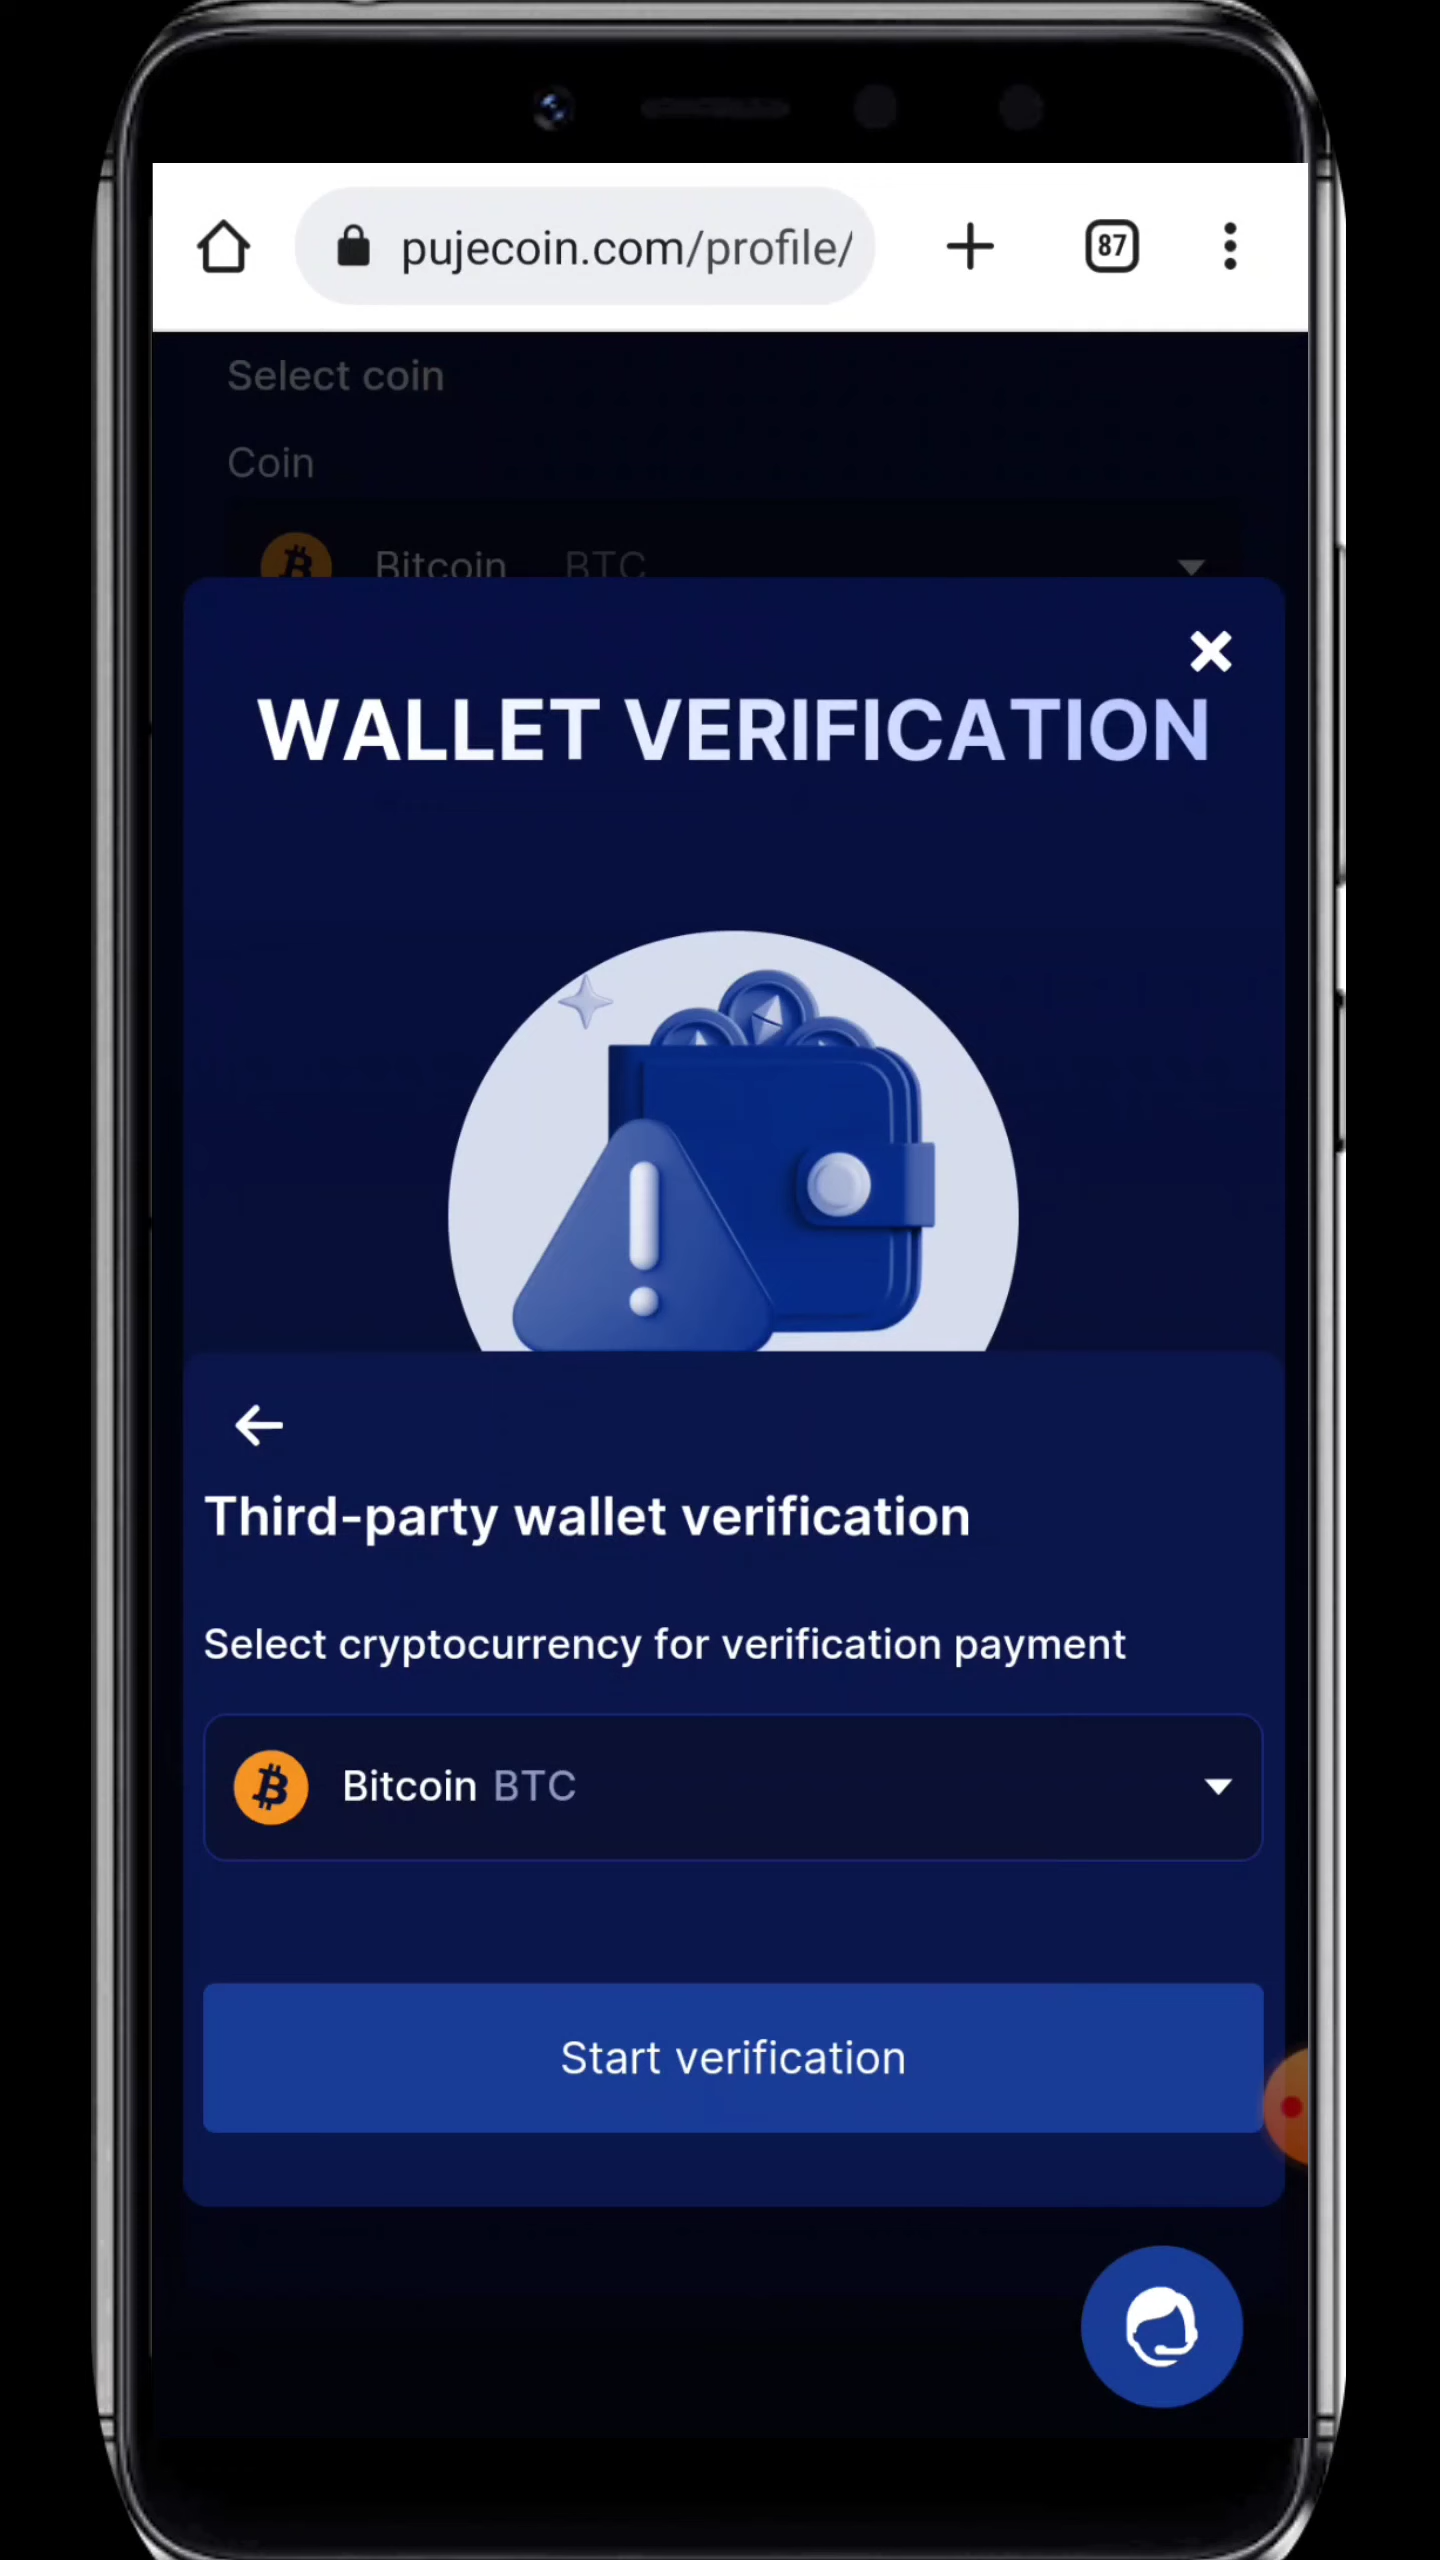 pujecoin.com/profile/
87
Select coin
Coin
Bitcoin BTC
WALLET VERIFICATION
Third-party wallet verification
Select cryptocurrency for verification payment
Bitcoin BTC
Start verification